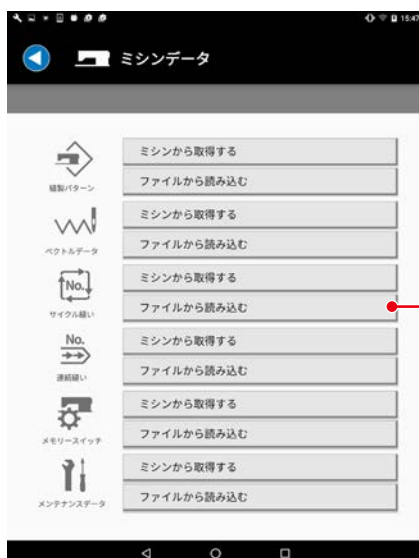 15:47
ミシンデータ
ミシンから取得する
ファイルから読み込む
縫製パターン
ミシンから取得する
ファイルから読み込む
ベクトルデータ
No.
ミシンから取得する
ファイルから読み込む
サイクル縫い
No.
ミシンから取得する
ファイルから読み込む
連続縫い
ミシンから取得する
ファイルから読み込む
メモリースイッチ
ミシンから取得する
ファイルから読み込む
メンテナンスデータ